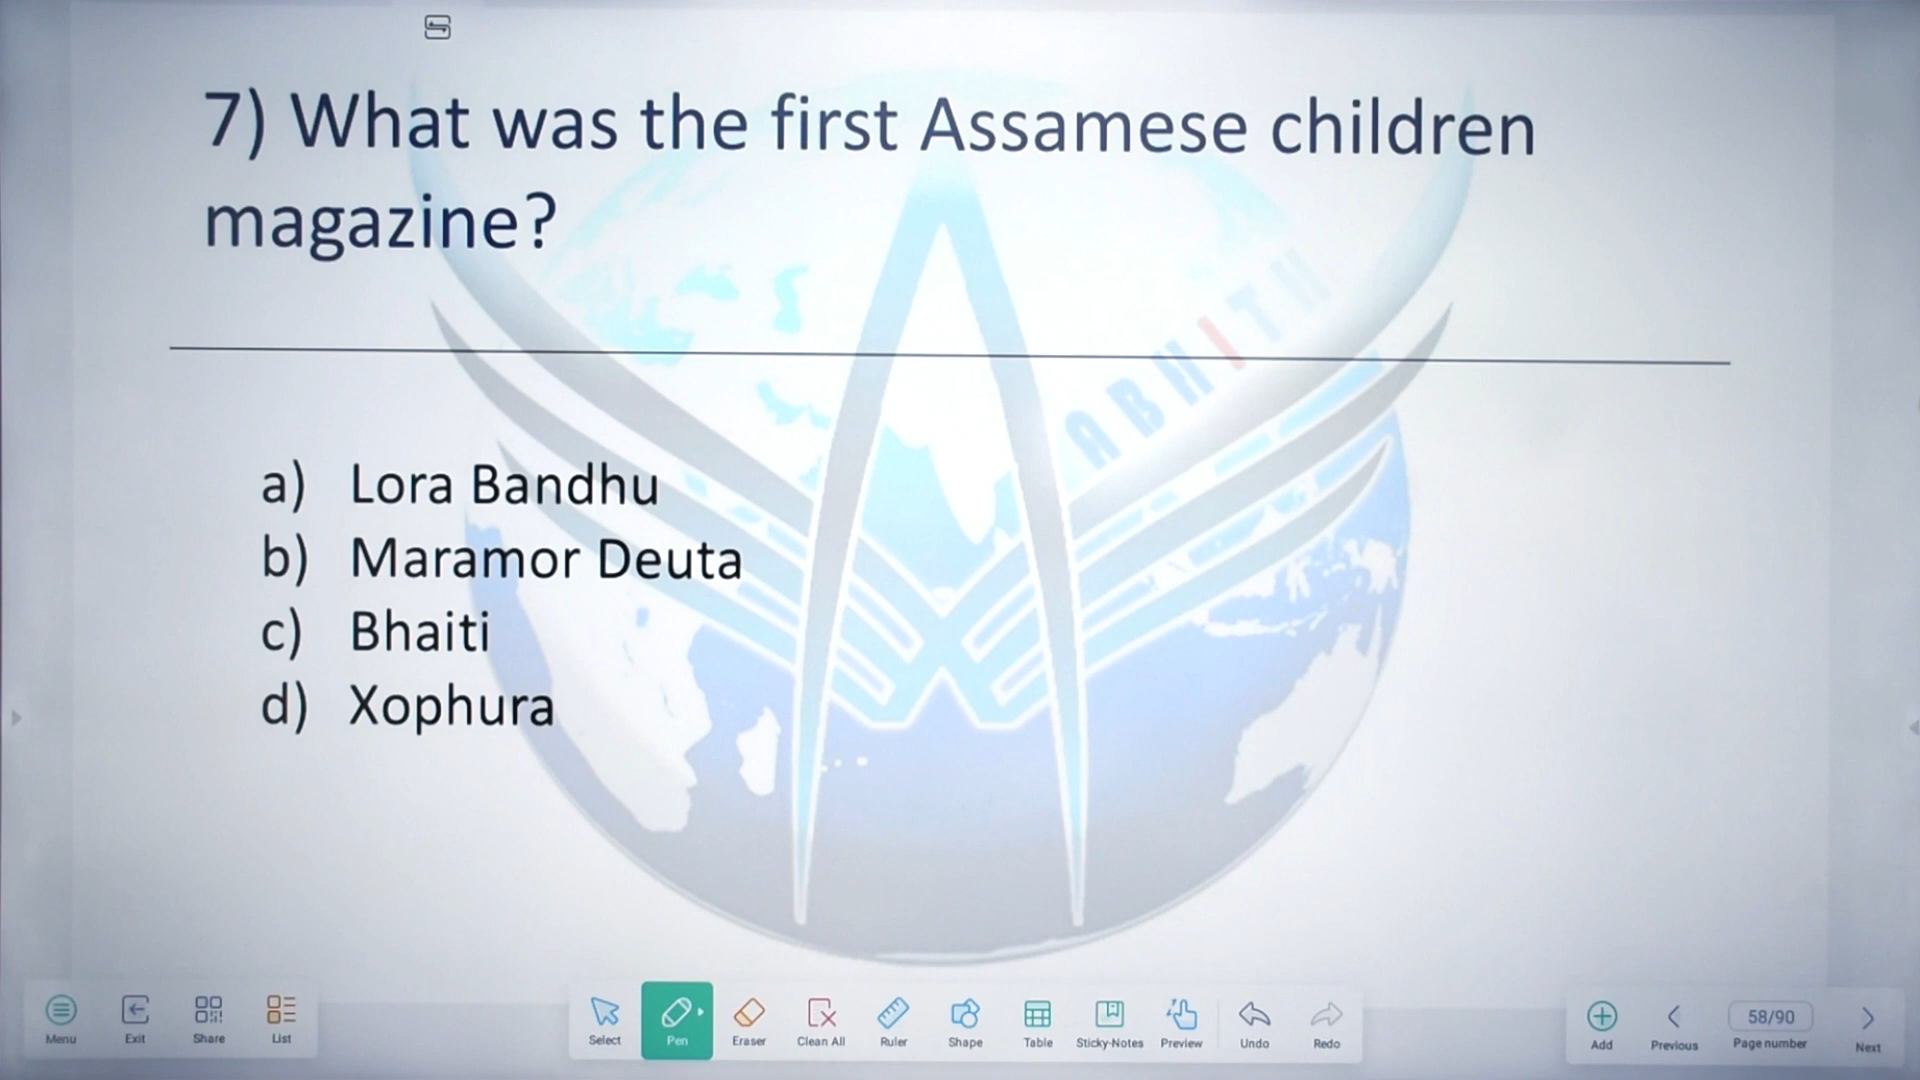 7) What was the first Assamese children
magazine?
ABHITH
a) Lora Bandhu
b) Maramor Deuta
c) Bhaiti
d) Xophura
Menu
Exit
Share
List
Select
Pen
Eraser
Clean All
Ruler
Shape
Table
Sticky-Notes
Preview
Undo
Redo
Add
Previous
58/90
Page number
Next